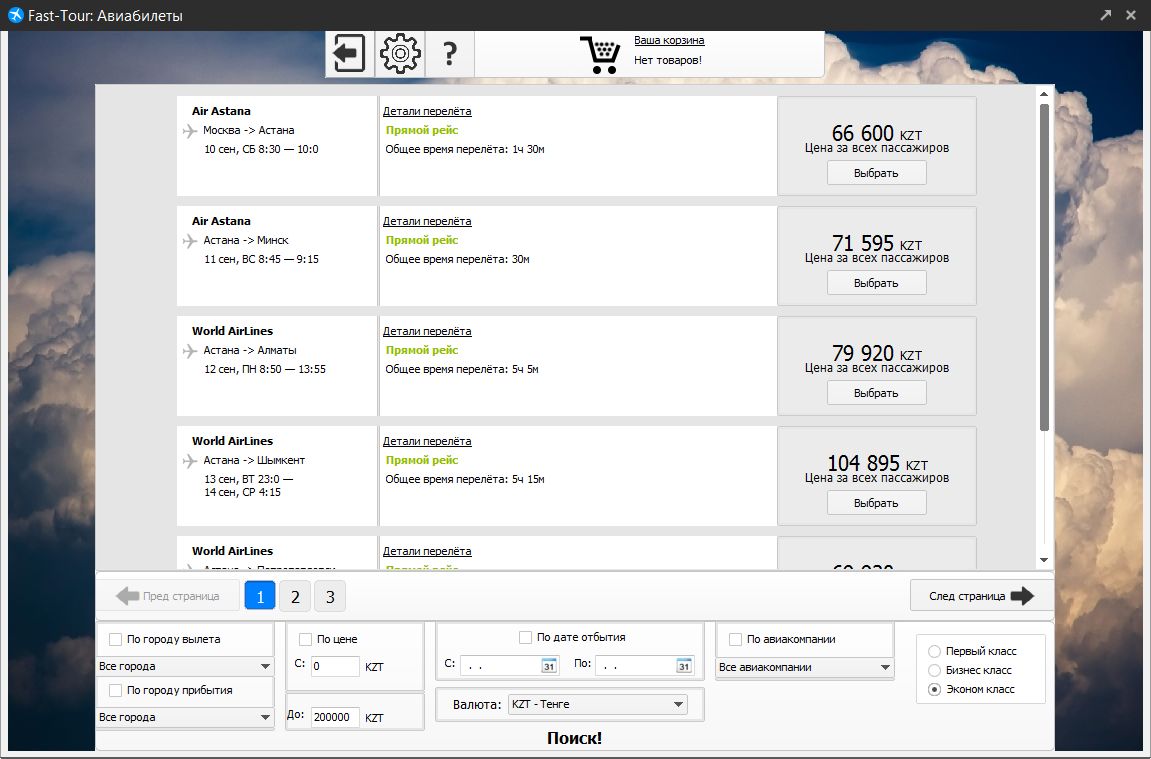 Fast-Tour: Авиабилеты
?
Ваша корзина
Нет товаров!
Air Astana
Москва -> Астана
10 сен, СБ 8:30 — 10:0
Детали перелёта
Прямой рейс
Общее время перелёта: 1ч 30м
66 600 KZT
Цена за всех пассажиров
Выбрать
Air Astana
Астана -> Минск
11 сен, ВС 8:45 — 9:15
Детали перелёта
Прямой рейс
Общее время перелёта: 30м
71 595 KZT
Цена за всех пассажиров
Выбрать
World AirLines
Астана -> Алматы
12 сен, ПН 8:50 — 13:55
Детали перелёта
Прямой рейс
Общее время перелёта: 5ч 5м
79 920 KZT
Цена за всех пассажиров
Выбрать
World AirLines
Астана -> Шымкент
13 сен, ВТ 23:0 —
14 сен, СР 4:15
Детали перелёта
Прямой рейс
Общее время перелёта: 5ч 15м
104 895 KZT
Цена за всех пассажиров
Выбрать
World AirLines
Детали перелёта
Прямой рейс
Пред страница
1
2
3
След страница
По городу вылета
Все города
По городу прибытия
Все города
По цене
С: 0 KZT
До: 200000 KZT
По дате отбытия
С: . . 31 По: . . 31
Валюта: KZT - Тенге
По авиакомпании
Все авиакомпании
Первый класс
Бизнес класс
Эконом класс
Поиск!